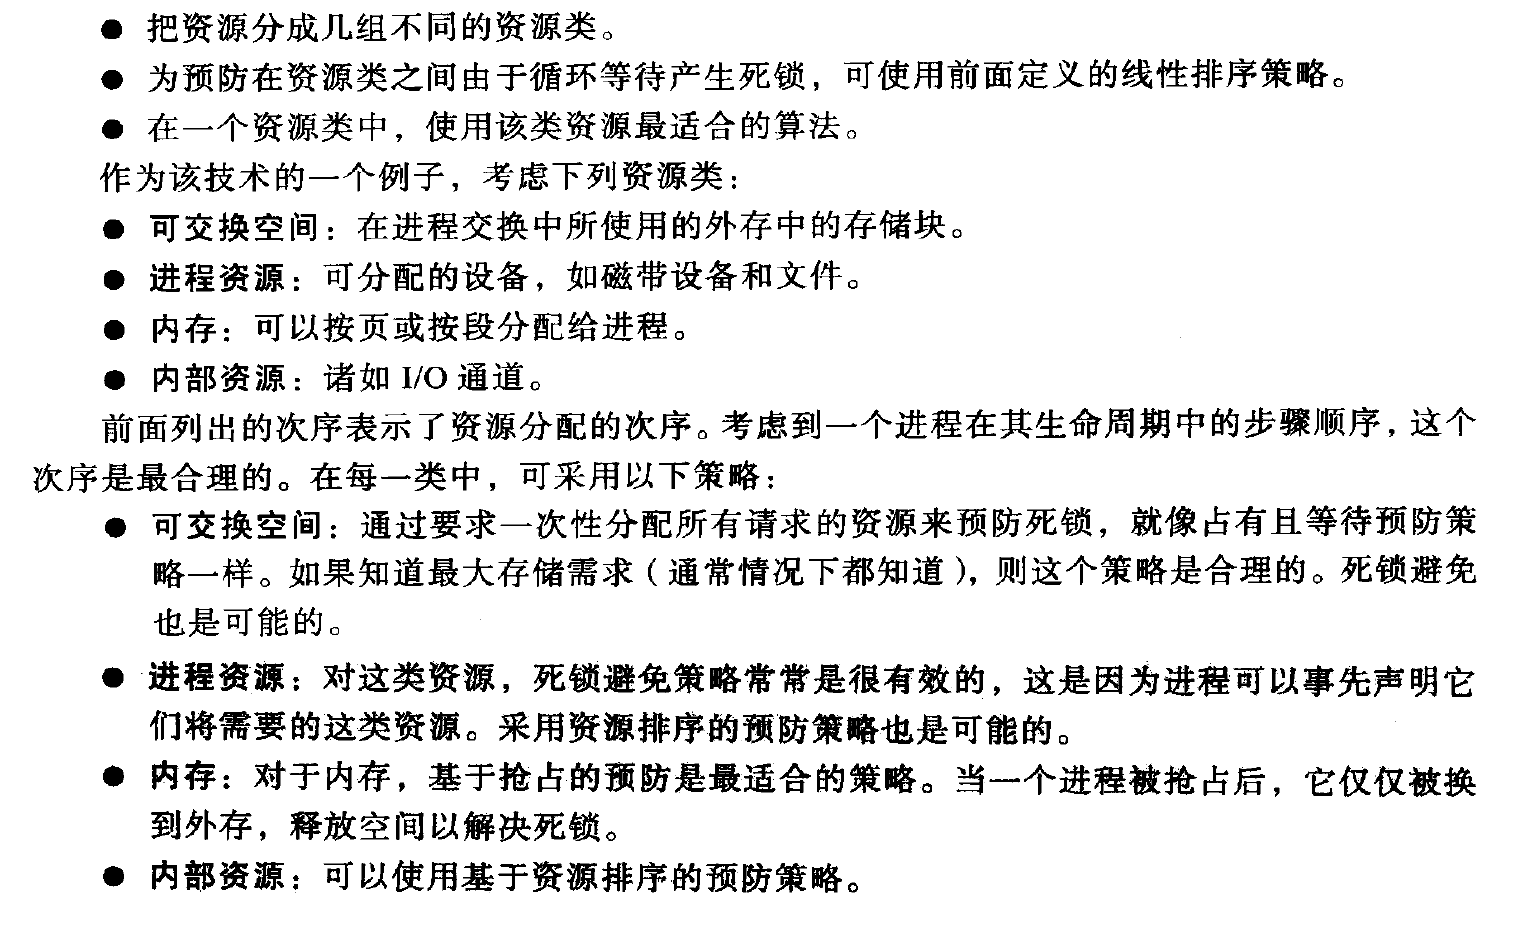 ● 把资源分成几组不同的资源类。
● 为预防在资源类之间由于循环等待产生死锁，可使用前面定义的线性排序策略。
● 在一个资源类中，使用该类资源最适合的算法。
作为该技术的一个例子，考虑下列资源类：
● 可交换空间：在进程交换中所使用的外存中的存储块。
● 进程资源：可分配的设备，如磁带设备和文件。
● 内存：可以按页或按段分配给进程。
● 内部资源：诸如 I/O 通道。
前面列出的次序表示了资源分配的次序。考虑到一个进程在其生命周期中的步骤顺序，这个
次序是最合理的。在每一类中，可采用以下策略：
● 可交换空间：通过要求一次性分配所有请求的资源来预防死锁，就像占有且等待预防策
略一样。如果知道最大存储需求（通常情况下都知道），则这个策略是合理的。死锁避免
也是可能的。
● 进程资源：对这类资源，死锁避免策略常常是很有效的，这是因为进程可以事先声明它
们将需要的这类资源。采用资源排序的预防策略也是可能的。
● 内存：对于内存，基于抢占的预防是最适合的策略。当一个进程被抢占后，它仅仅被换
到外存，释放空间以解决死锁。
● 内部资源：可以使用基于资源排序的预防策略。